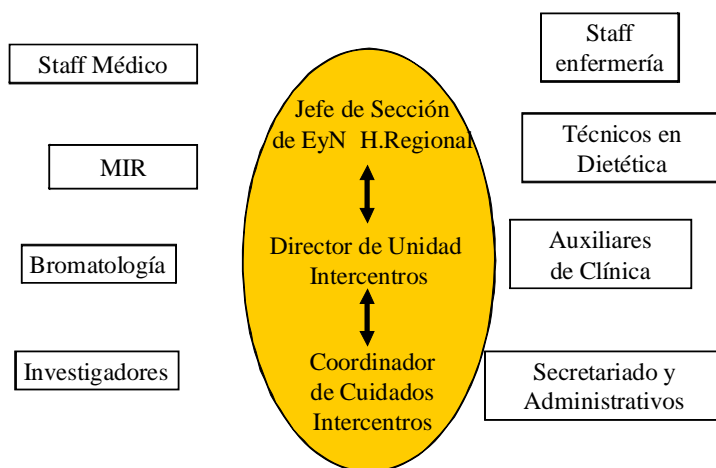 Staff Médico
MIR
Bromatología
Investigadores
Jefe de Sección
de EyN H.Regional
Director de Unidad
Intercentros
Coordinador
de Cuidados
Intercentros
Staff
enfermería
Técnicos en
Dietética
Auxiliares
de Clínica
Secretariado y
Administrativos